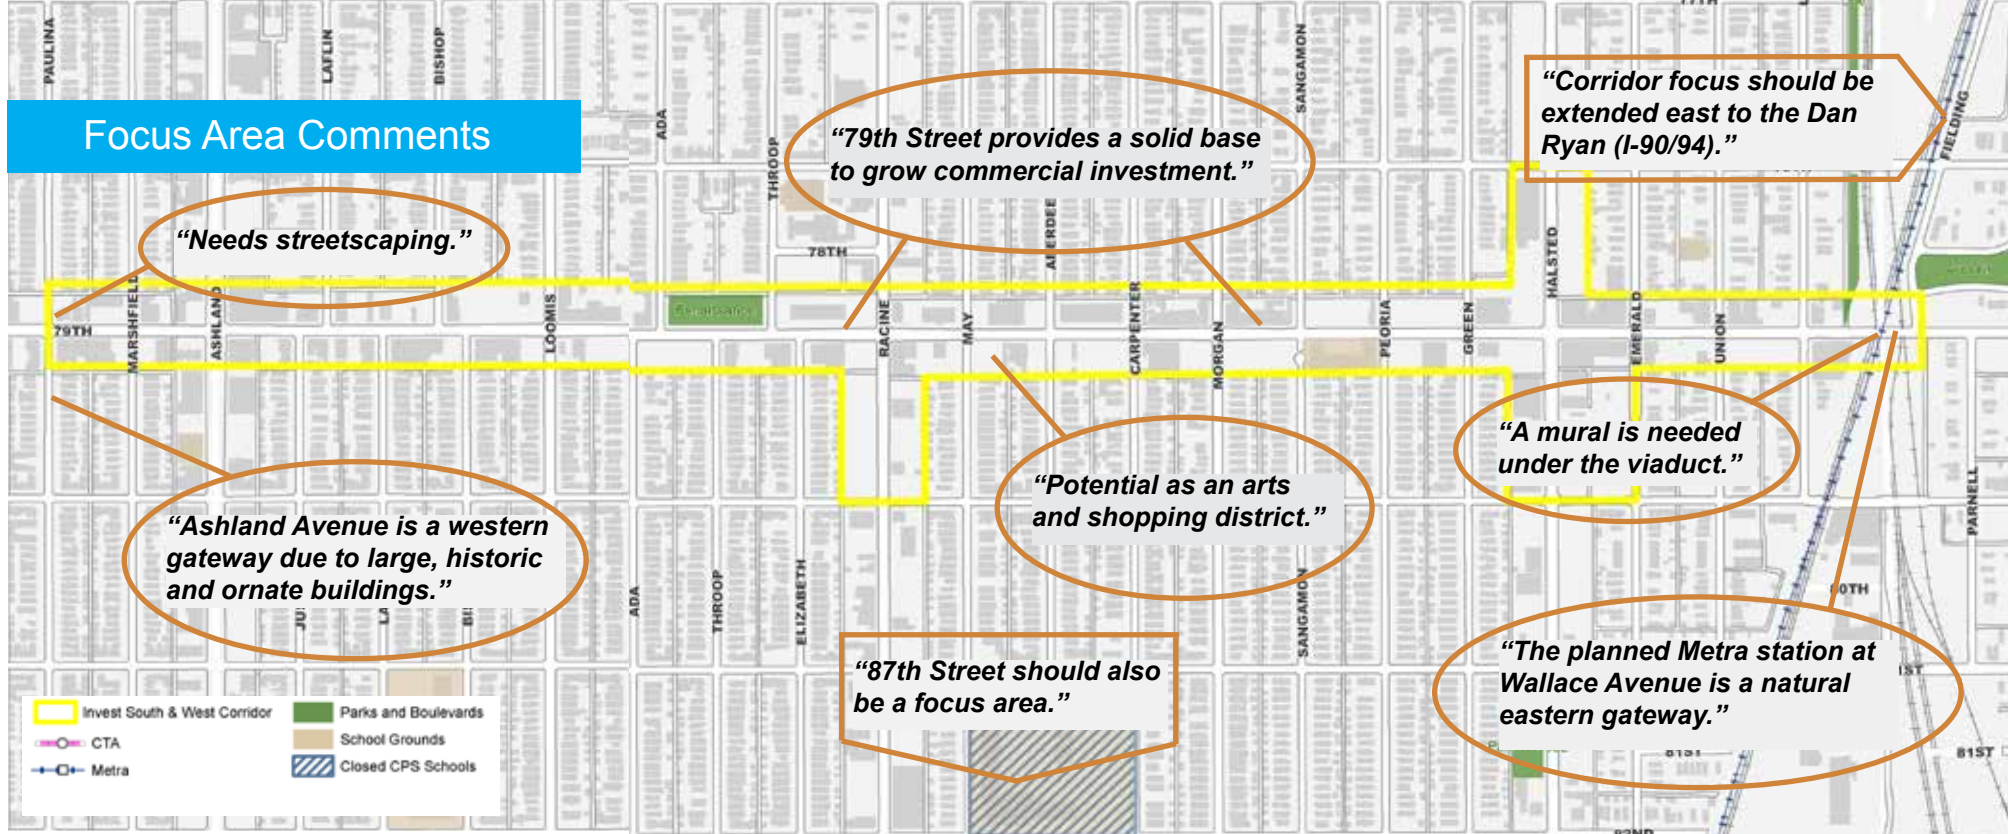 PAULINA
LAFLIN
BISHOP
ADA
THROOP
SANGAMON
FIELDING
Focus Area Comments
“79th Street provides a solid base
to grow commercial investment.”
“Corridor focus should be
extended east to the Dan
Ryan (I-90/94).”
“Needs streetscaping.”
78TH
HALSTED
79TH
MARSHFIELD
ASHLAND
LOOMIS
RACINE
MAY
CARPENTER
MORGAN
PEORIA
GREEN
EMERALD
UNION
“Ashland Avenue is a western
gateway due to large, historic
and ornate buildings.”
“Potential as an arts
and shopping district.”
“A mural is needed
under the viaduct.”
PARNELL
ADA
THROOP
ELIZABETH
SANGAMON
80TH
“87th Street should also
be a focus area.”
“The planned Metra station at
Wallace Avenue is a natural
eastern gateway.”
81ST
81ST
Invest South & West Corridor
CTA
Metra
Parks and Boulevards
School Grounds
Closed CPS Schools